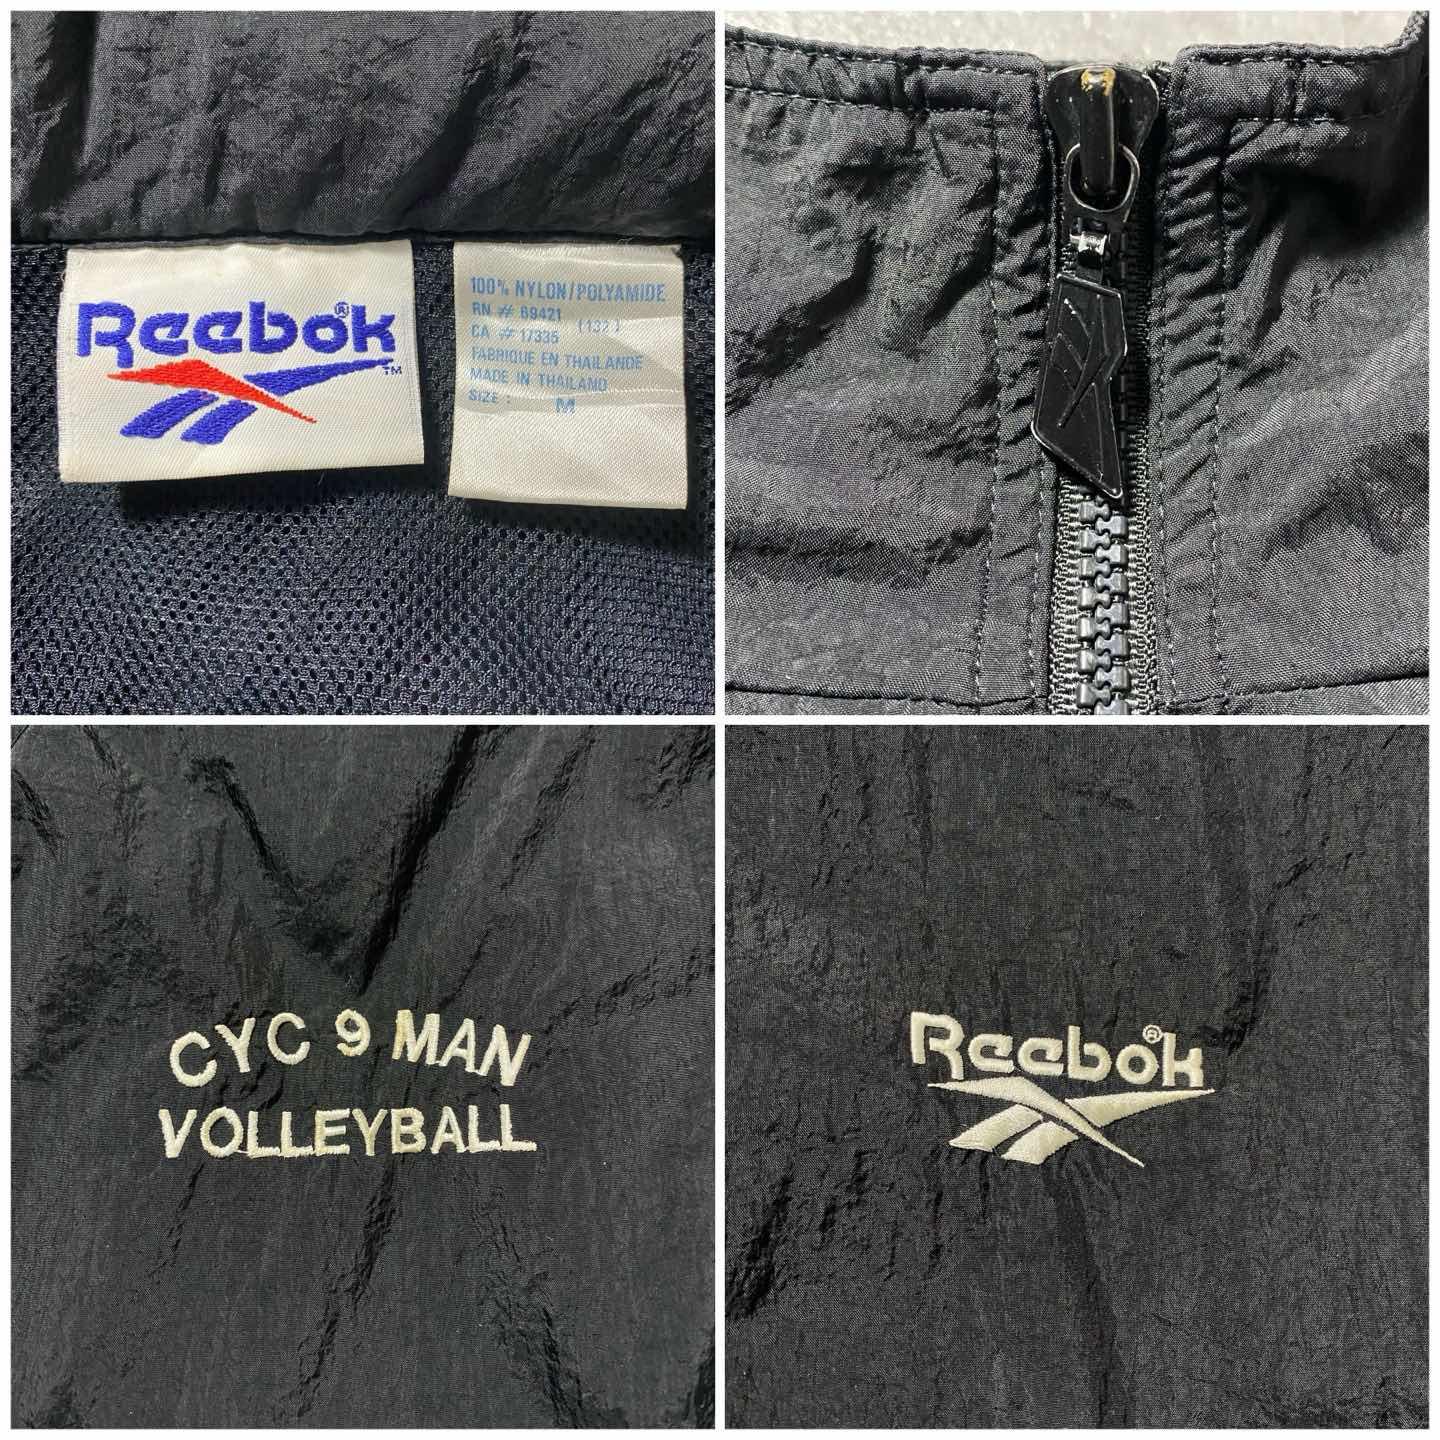 Reebok®
TM
100% NYLON/POLYAMIDE
RN # 69421 (132)
CA # 17335
FABRIQUE EN THAILANDE
MADE IN THAILAND
SIZE : M
CYC 9 MAN
VOLLEYBALL
Reebok®